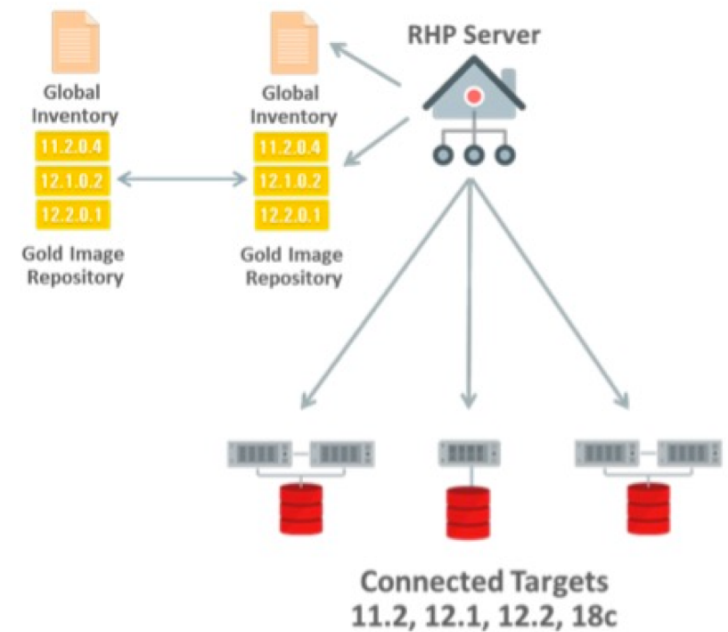 RHP Server
Global
Inventory
11.2.0.4
12.1.0.2
12.2.0.1
Gold Image
Repository
Global
Inventory
11.2.0.4
12.1.0.2
12.2.0.1
Gold Image
Repository
Connected Targets
11.2, 12.1, 12.2, 18c